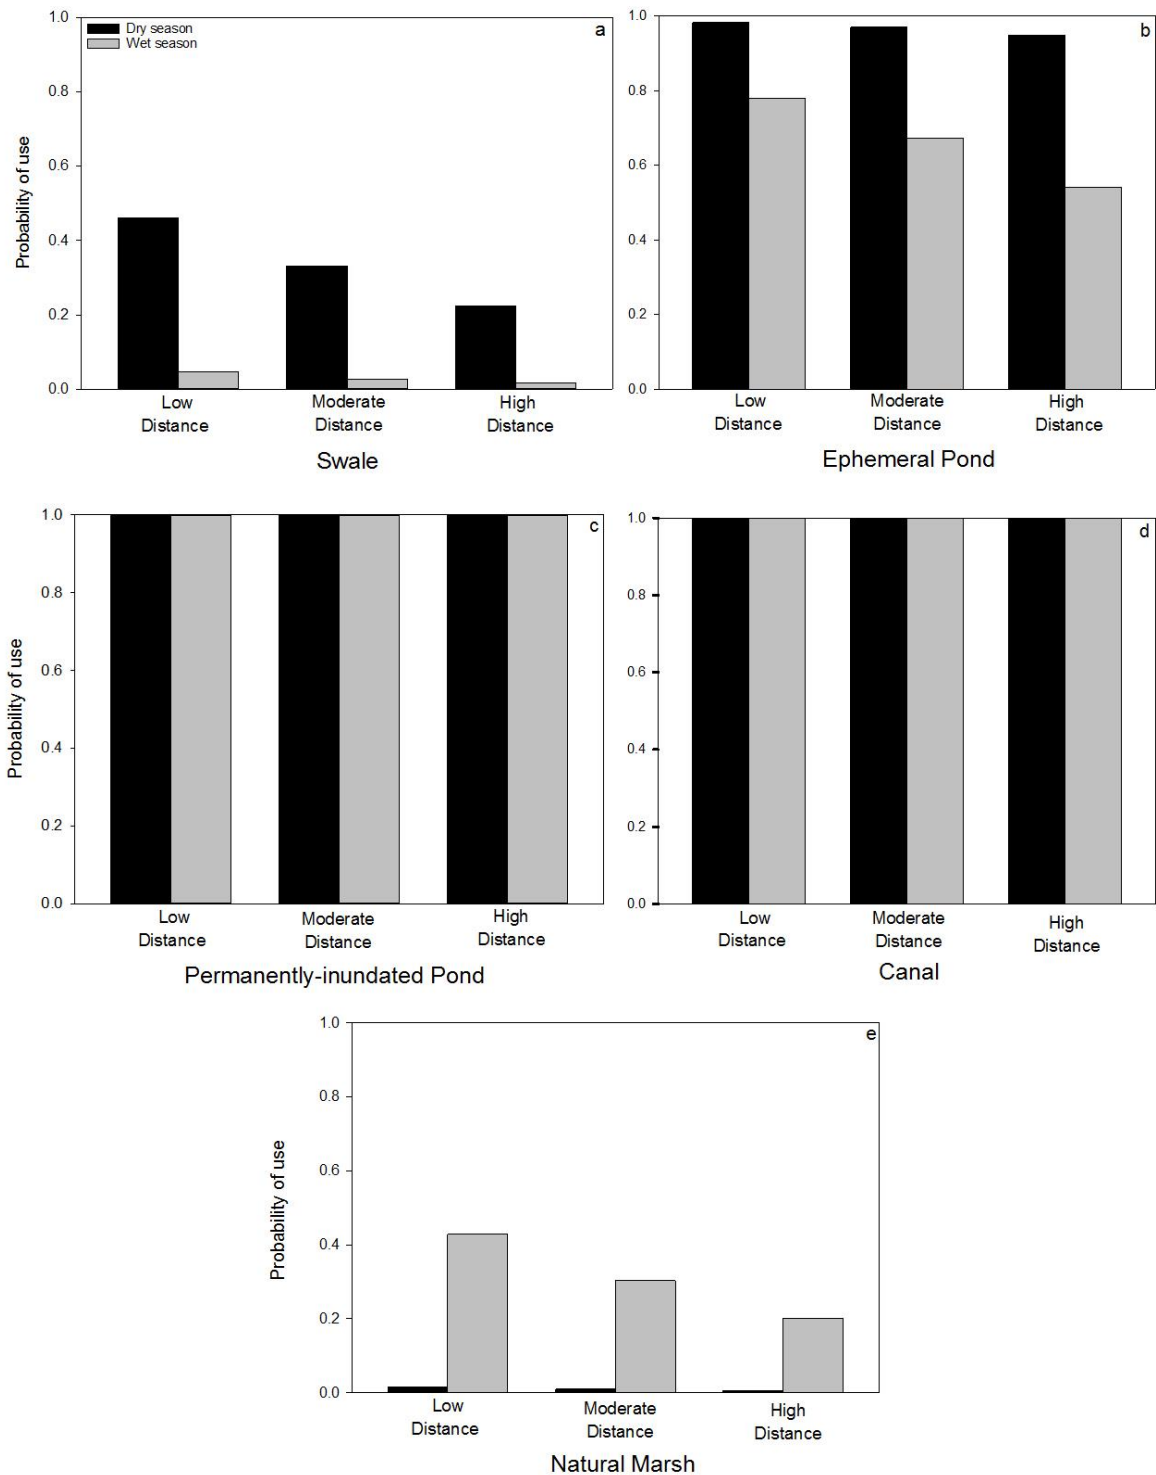 1.0
0.8
0.6
0.4
0.2
0.0
Probability of use
Dry season
Wet season
a
Low
Distance
Moderate
Distance
High
Distance
Swale
1.0
0.8
0.6
0.4
0.2
0.0
b
Low
Distance
Moderate
Distance
High
Distance
Ephemeral Pond
1.0
0.8
0.6
0.4
0.2
0.0
Probability of use
c
Low
Distance
Moderate
Distance
High
Distance
Permanently-inundated Pond
1.0
0.8
0.6
0.4
0.2
0.0
d
Low
Distance
Moderate
Distance
High
Distance
Canal
1.0
0.8
0.6
0.4
0.2
0.0
Probability of use
e
Low
Distance
Moderate
Distance
High
Distance
Natural Marsh